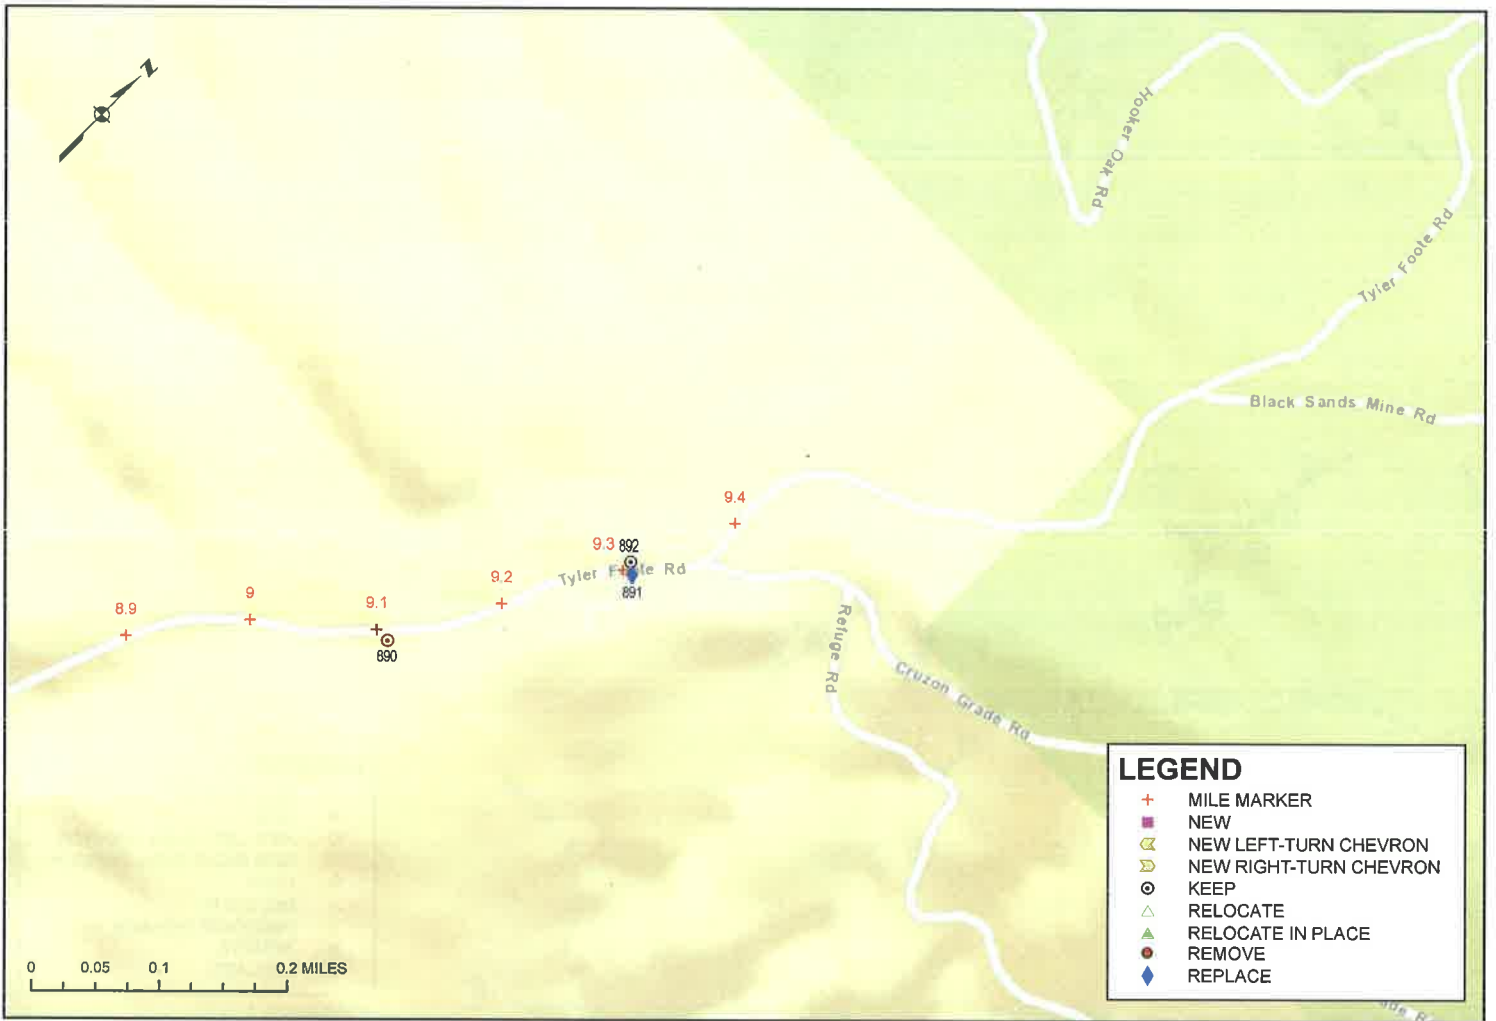 N
Hooker Oak Rd
Tyler Foote Rd
Black Sands Mine Rd
9.4
9.3 892
Tyler Foote Rd
891
9.2
9.1
890
9
8.9
Refuge Rd
Cruzon Grade Rd
LEGEND
MILE MARKER
NEW
NEW LEFT-TURN CHEVRON
NEW RIGHT-TURN CHEVRON
KEEP
RELOCATE
RELOCATE IN PLACE
REMOVE
REPLACE
0 0.05 0.1 0.2 MILES